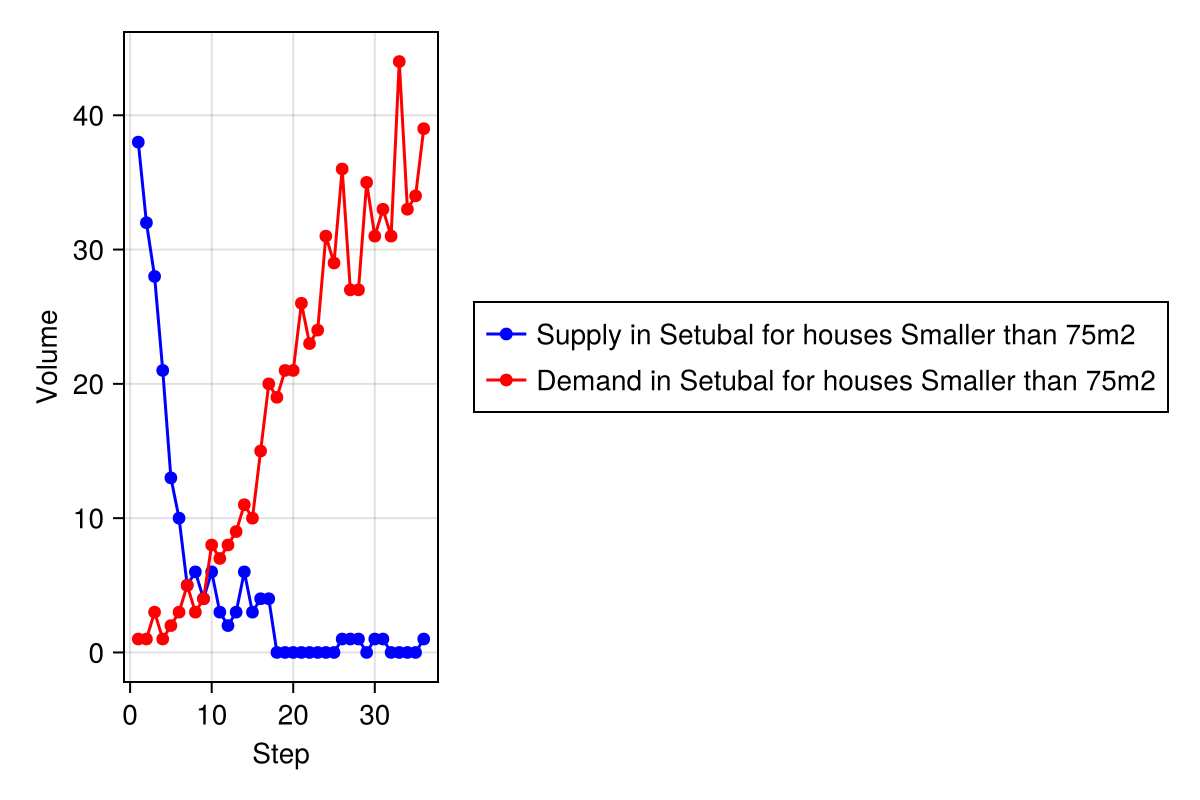 40
30
20
10
0
Volume
0 10 20 30
Step
Supply in Setubal for houses Smaller than 75m2
Demand in Setubal for houses Smaller than 75m2